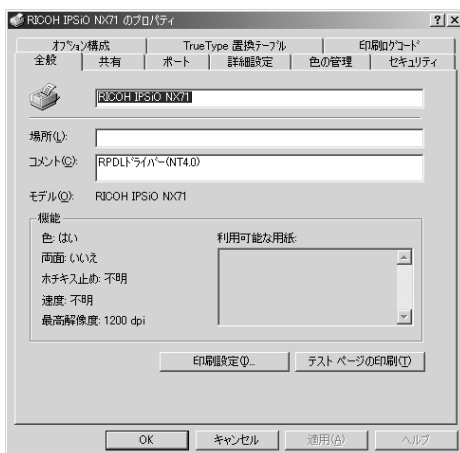 RICOH IPSiO NX71 のプロパティ
オプション構成 TrueType 置換テーブル 印刷ログコード
全般 共有 ポート 詳細設定 色の管理 セキュリティ
RICOH IPSiO NX71
場所(L):
コメント(C): RPDLドライバー(NT4.0)
モデル(O): RICOH IPSiO NX71
機能
色: はい 利用可能な用紙:
両面: いいえ
ホチキス止め: 不明
速度: 不明
最高解像度: 1200 dpi
印刷設定(I)... テスト ページの印刷(T)
OK キャンセル 適用(A) ヘルプ